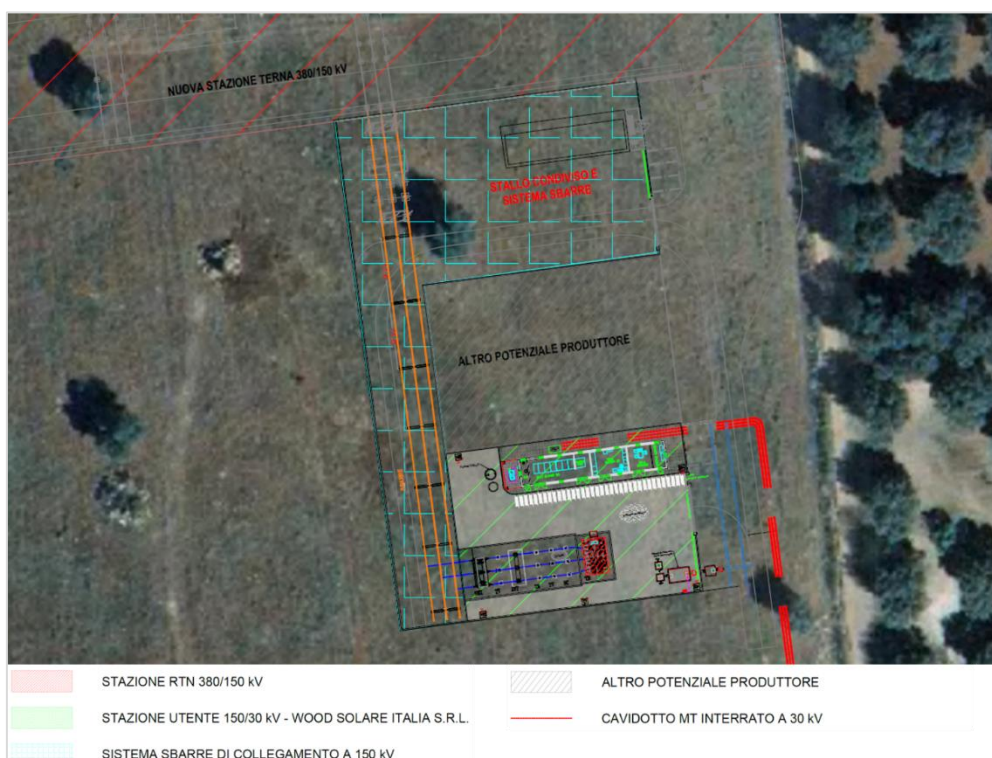 NUOVA STAZIONE TERNA 380/150 kV
STALLO CONDIVISO E
SISTEMA SBARRE
ALTRO POTENZIALE PRODUTTORE
STAZIONE RTN 380/150 kV
ALTRO POTENZIALE PRODUTTORE
STAZIONE UTENTE 150/30 kV - WOOD SOLARE ITALIA S.R.L.
CAVIDOTTO MT INTERRATO A 30 kV
SISTEMA SBARRE DI COLLEGAMENTO A 150 kV